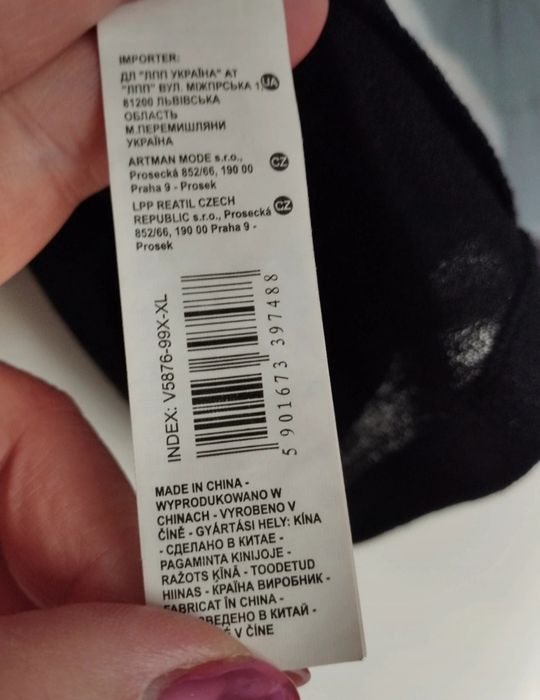 IMPORTER:
ДП "ЛПП УКРАЇНА" АТ
"ЛПП" ВУЛ. МІЖГІРСЬКА 1, UA
81200 ЛЬВІВСЬКА
ОБЛАСТЬ
М.ПЕРЕМИШЛЯНИ
УКРАЇНА
ARTMAN MODE s.r.o., CZ
Prosecká 852/66, 190 00
Praha 9 - Prosek
LPP REATIL CZECH
REPUBLIC s.r.o., Prosecká CZ
852/66, 190 00 Praha 9 -
Prosek
INDEX: V5876-99X-XL
5 901673 397488
MADE IN CHINA -
WYPRODUKOWANO W
CHINACH - VYROBENO V
ČÍNĚ - GYÁRTÁSI HELY: KÍNA
- СДЕЛАНО В КИТАЕ -
PAGAMINTA KINIJOJE -
RAŽOTS ĶĪNĀ - TOODETUD
HIINAS - КРАЇНА ВИРОБНИК -
FABRICAT ÎN CHINA -
КИТАЙ -
V ČÍNE